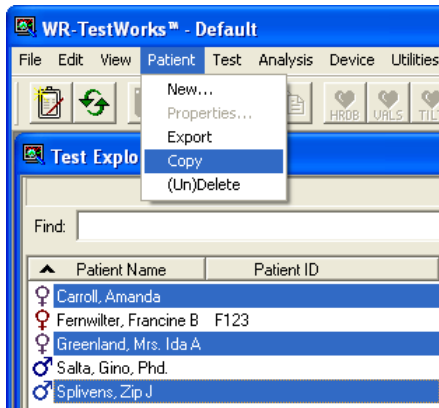 WR-TestWorks™ - Default
File Edit View Patient Test Analysis Device Utilities
New...
Properties...
Export
Copy
(Un)Delete
HRDB VALS TILT
Test Explo
Find:
Patient Name Patient ID
Carroll, Amanda
Fernwilter, Francine B F123
Greenland, Mrs. Ida A
Salta, Gino, Phd.
Splivens, Zip J